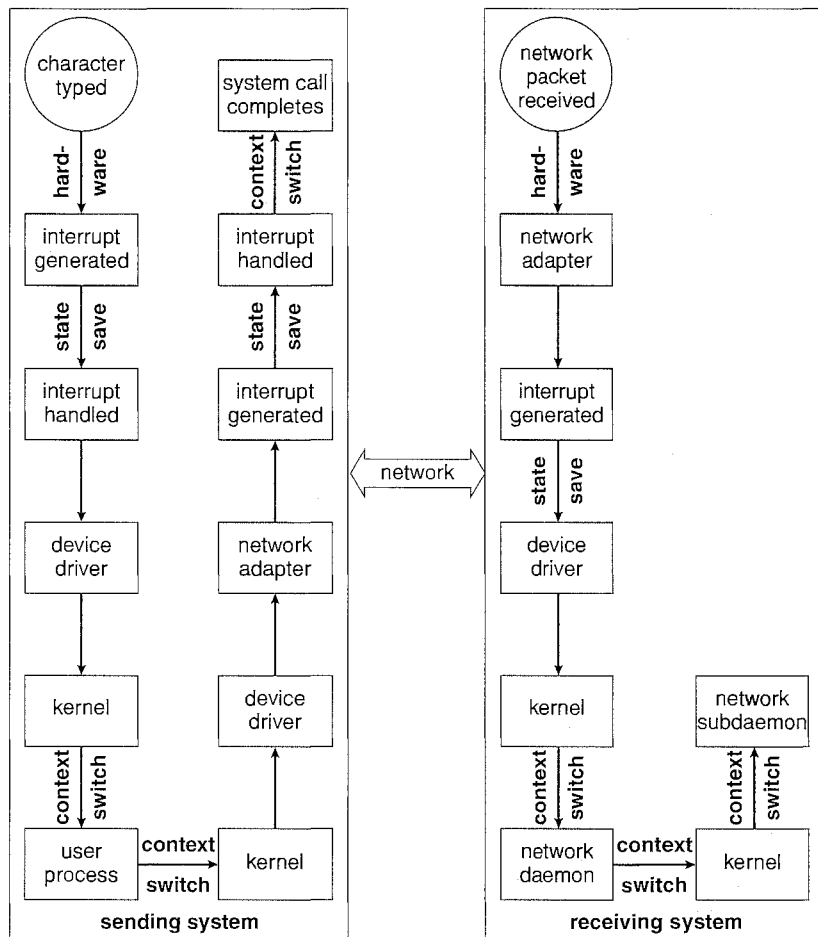 character
typed
hard-
ware
interrupt
generated
state
save
interrupt
handled
device
driver
kernel
context
switch
user
process
context
switch
kernel
device
driver
network
adapter
interrupt
generated
state
save
interrupt
handled
context
switch
system call
completes
sending system
network
network
packet
received
hard-
ware
network
adapter
interrupt
generated
state
save
device
driver
kernel
context
switch
network
daemon
context
switch
kernel
context
switch
network
subdaemon
receiving system